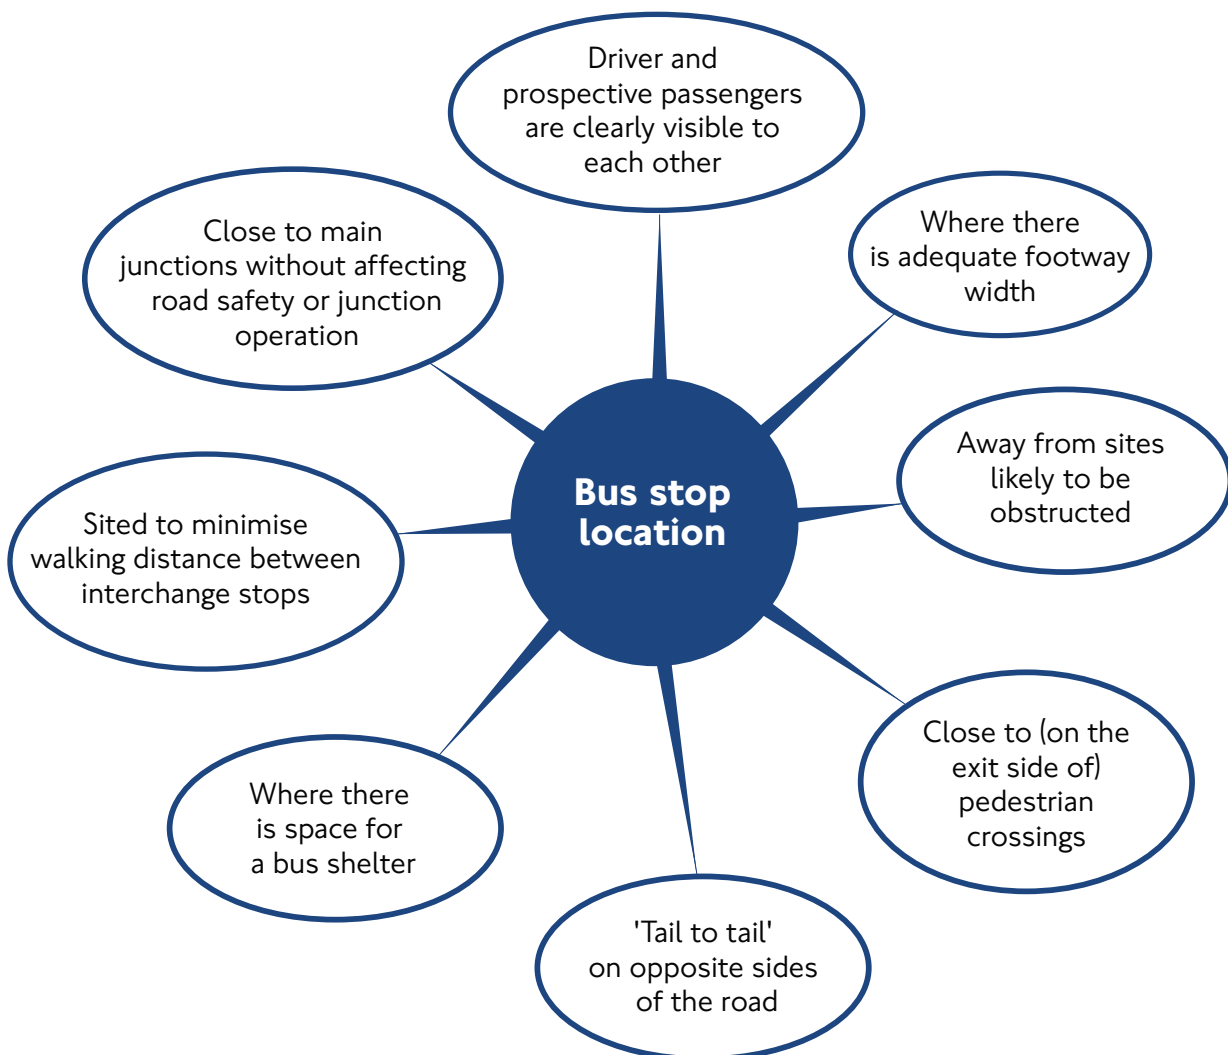 Driver and
prospective passengers
are clearly visible to
each other
Where there
is adequate footway
width
Close to main
junctions without affecting
road safety or junction
operation
Away from sites
likely to be
obstructed
Bus stop
location
Sited to minimise
walking distance between
interchange stops
Close to (on the
exit side of)
pedestrian
crossings
Where there
is space for
a bus shelter
'Tail to tail'
on opposite sides
of the road